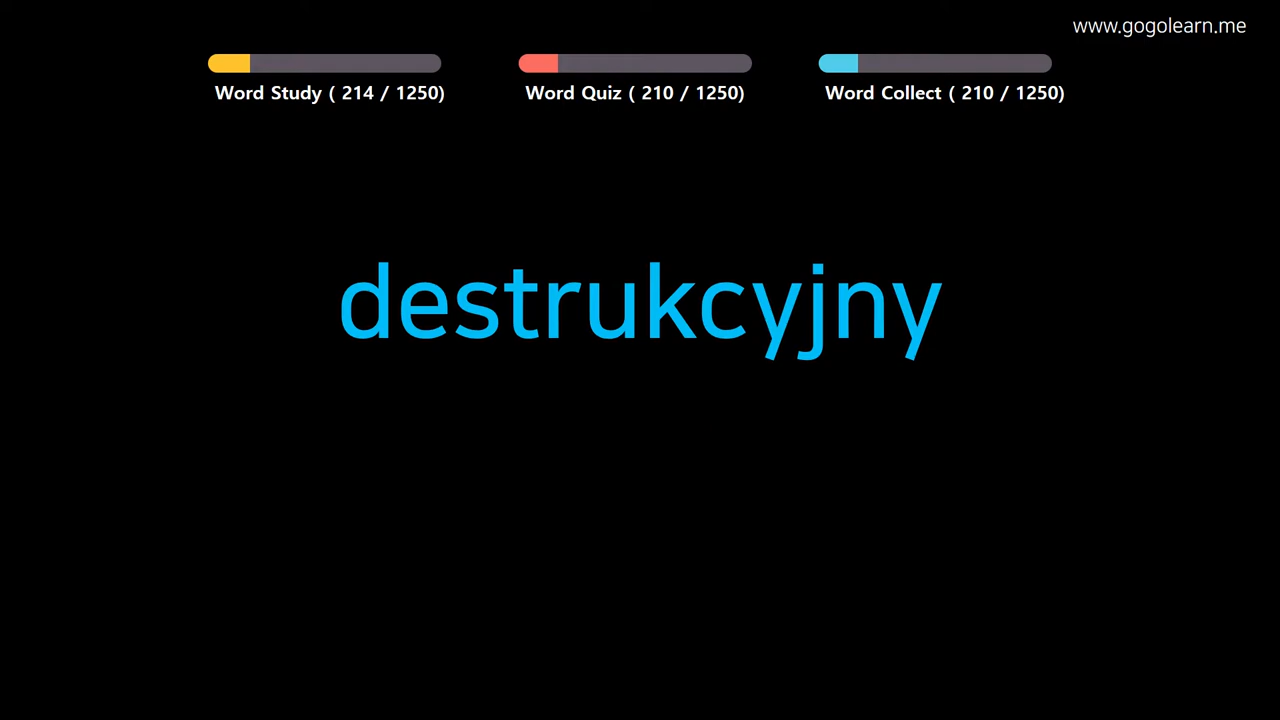 www.gogolearn.me
Word Study ( 214 / 1250)
Word Quiz ( 210 / 1250)
Word Collect ( 210 / 1250)
destrukcyjny